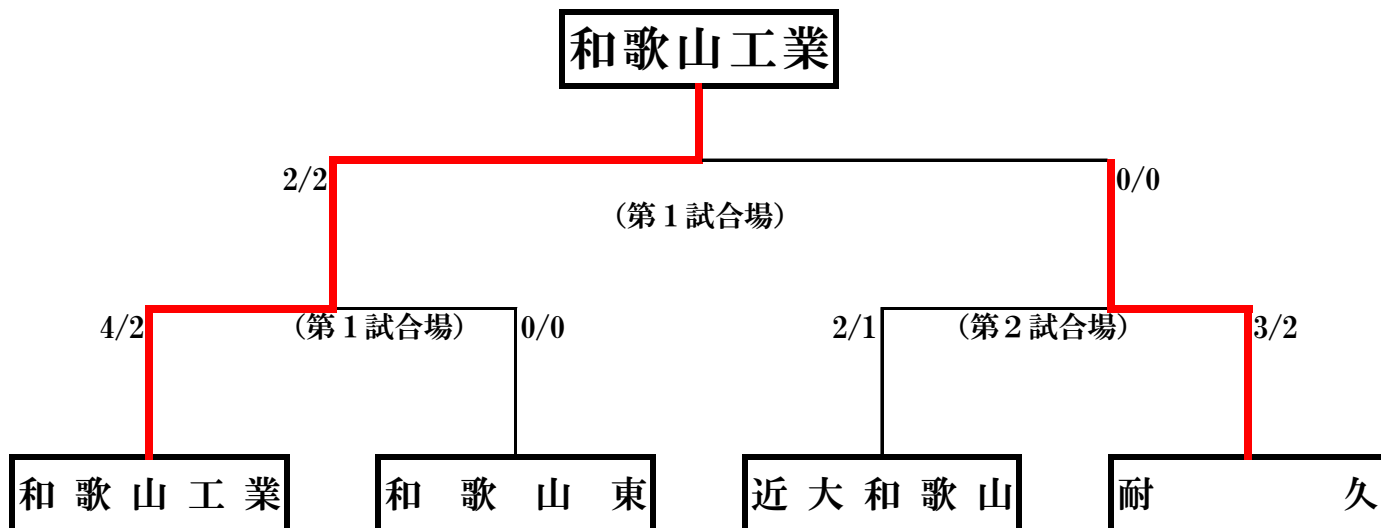 和歌山工業
2/2
0/0
（第１試合場）
4/2
（第１試合場）
0/0
2/1
（第２試合場）
3/2
和歌山工業
和歌山東
近大和歌山
耐久